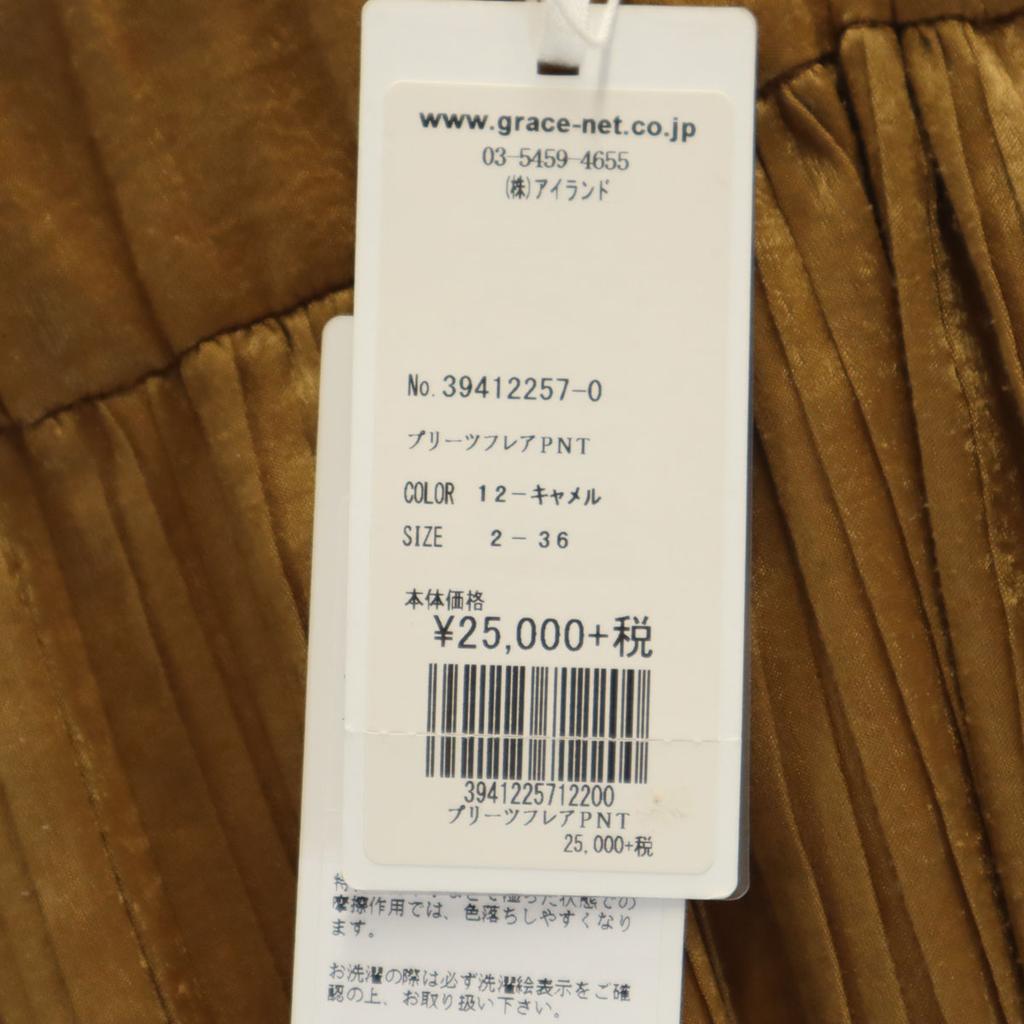 www.grace-net.co.jp
03-5459-4655
(株)アイランド
No. 39412257-0
プリーツフレアPNT
COLOR 12-キャメル
SIZE 2-36
本体価格
¥25,000+税
3941225712200
プリーツフレアPNT
25,000+税
摩擦作用では、色落ちしやすくなり
ます。
お洗濯の際は必ず洗濯絵表示をご確
認の上、お取り扱い下さい。